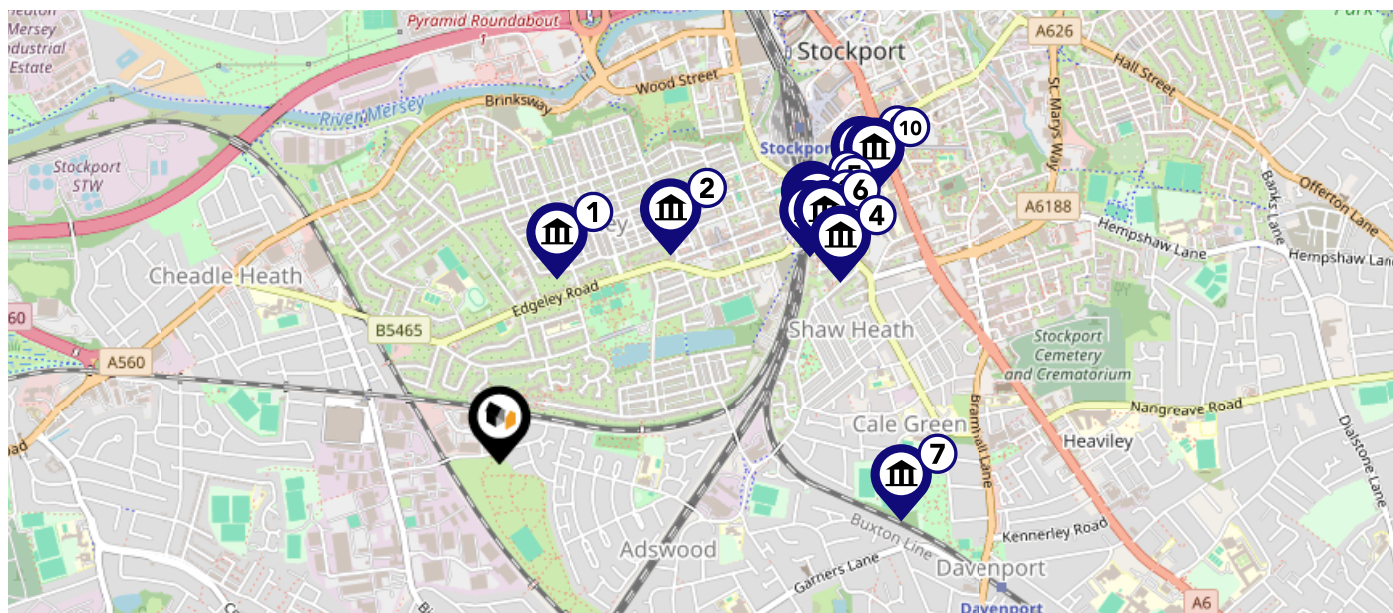 Mersey
Industrial
Estate
Pyramid Roundabout
1
Stockport
A626
Hall Street
River Mersey
Brinksway
Wood Street
St. Marys Way
Stockport
STW
Stockport
10
5
6
4
2
1
Banks Lane
Offerton Lane
A6188
Hempshaw Lane
Hempshaw Lane
Cheadle Heath
Edgeley Road
B5465
60
A560
Shaw Heath
Stockport
Cemetery
and Crematorium
Nangreave Road
Cale Green
Bramhall Lane
Heaviley
Dialstone Lane
7
Buxton Line
Kennerley Road
Adswood
Garners Lane
Davenport
Davenport
A6